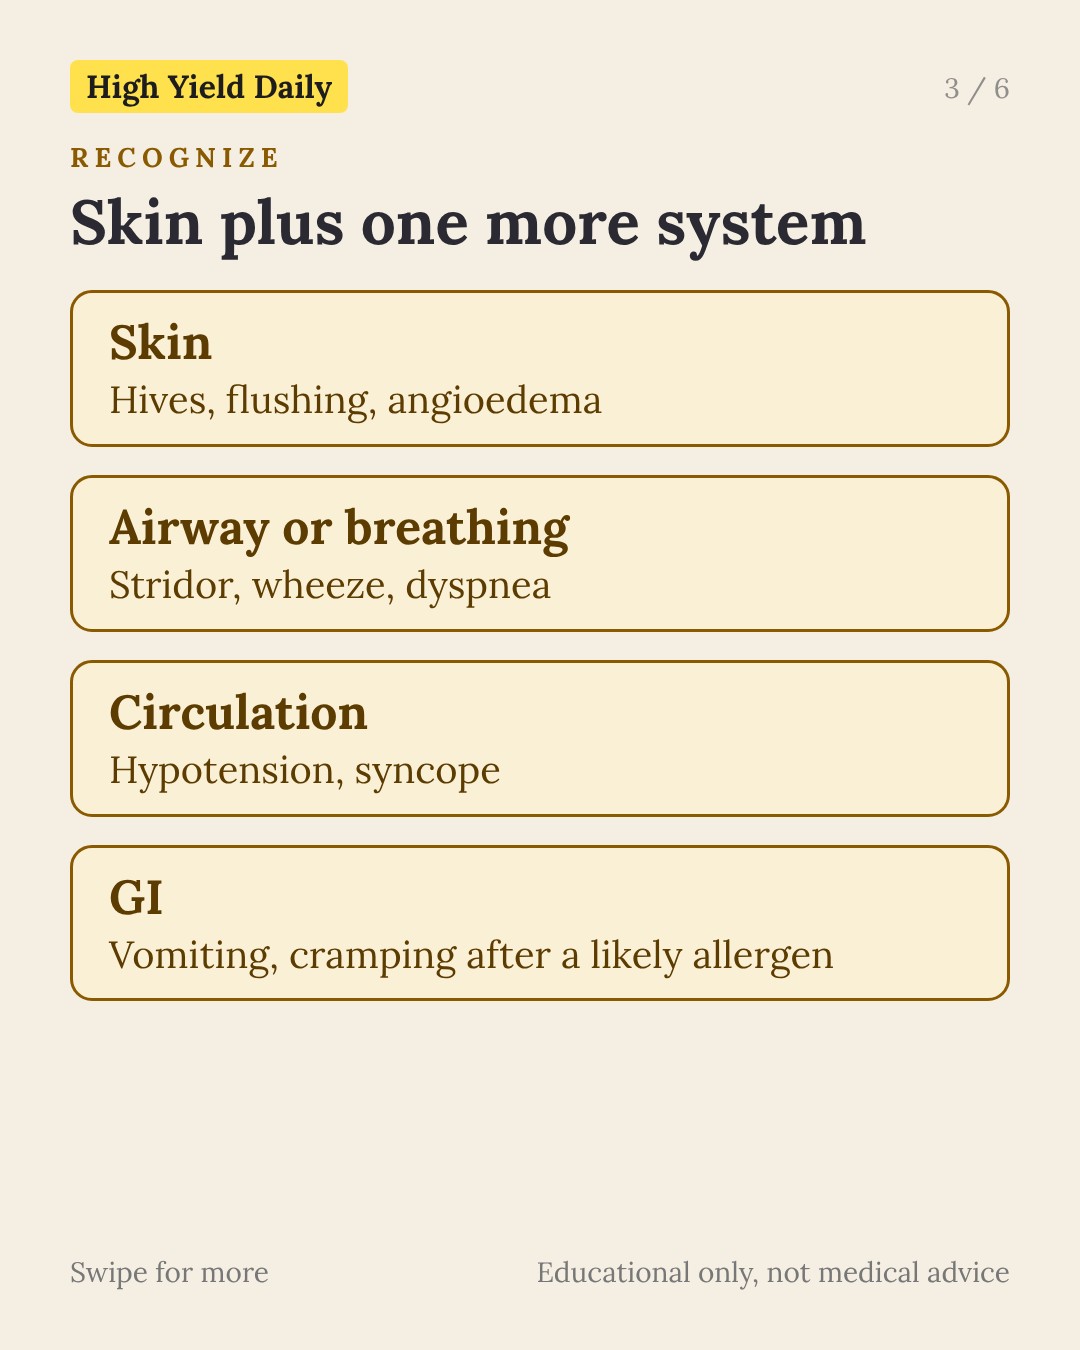 High Yield Daily
3 / 6
RECOGNIZE
Skin plus one more system
Skin
Hives, flushing, angioedema
Airway or breathing
Stridor, wheeze, dyspnea
Circulation
Hypotension, syncope
GI
Vomiting, cramping after a likely allergen
Swipe for more
Educational only, not medical advice